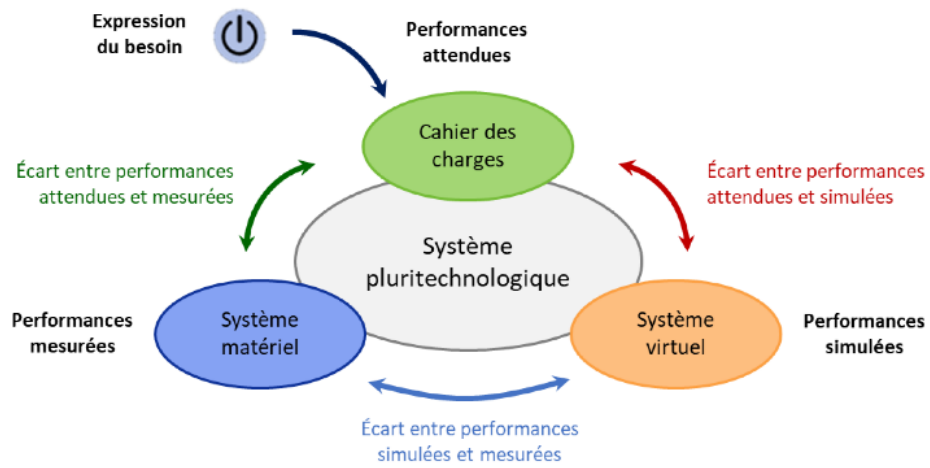 Expression
du besoin
Performances
attendues
Cahier des
charges
Écart entre performances
attendues et mesurées
Écart entre performances
attendues et simulées
Système
pluritechnologique
Performances
mesurées
Système
matériel
Système
virtuel
Performances
simulées
Écart entre performances
simulées et mesurées